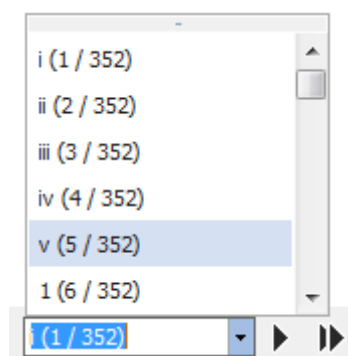 i (1 / 352)
ii (2 / 352)
iii (3 / 352)
iv (4 / 352)
v (5 / 352)
1 (6 / 352)
i (1 / 352)